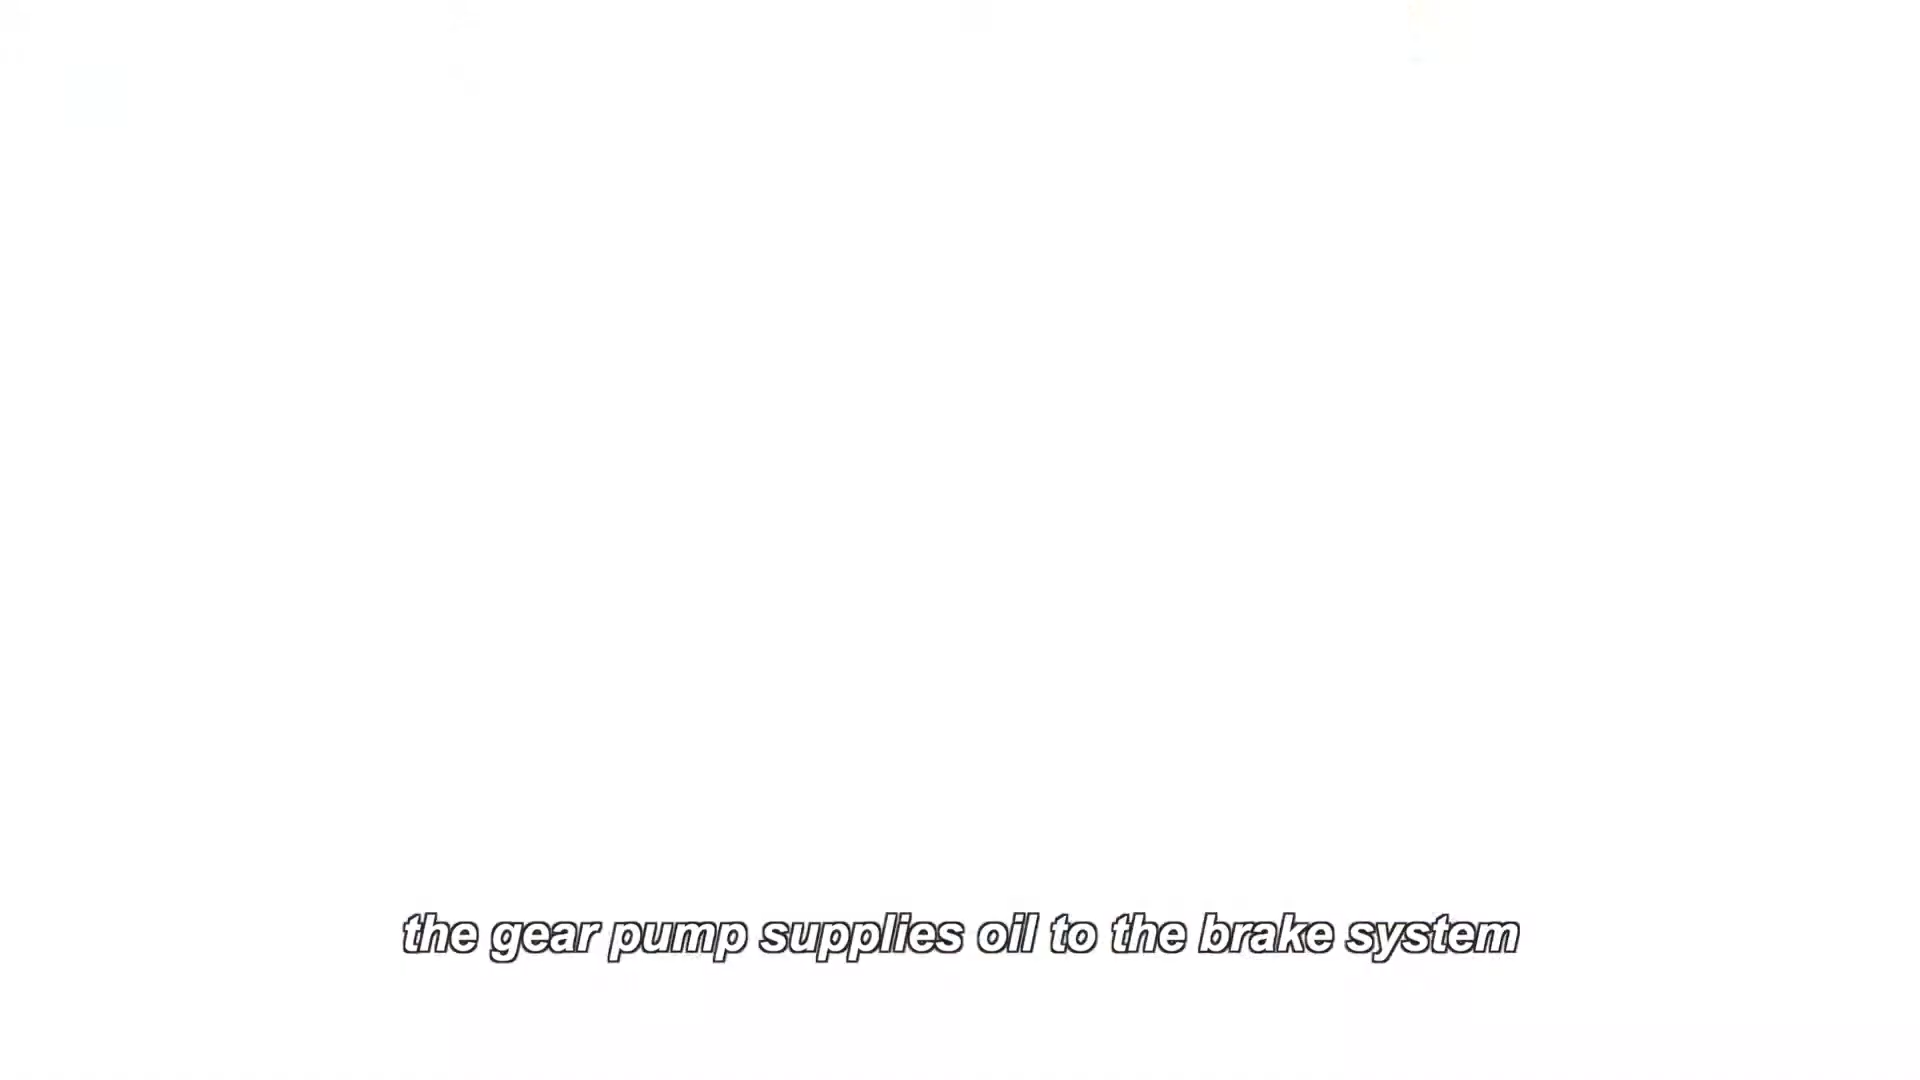 the gear pump supplies oil to the brake system